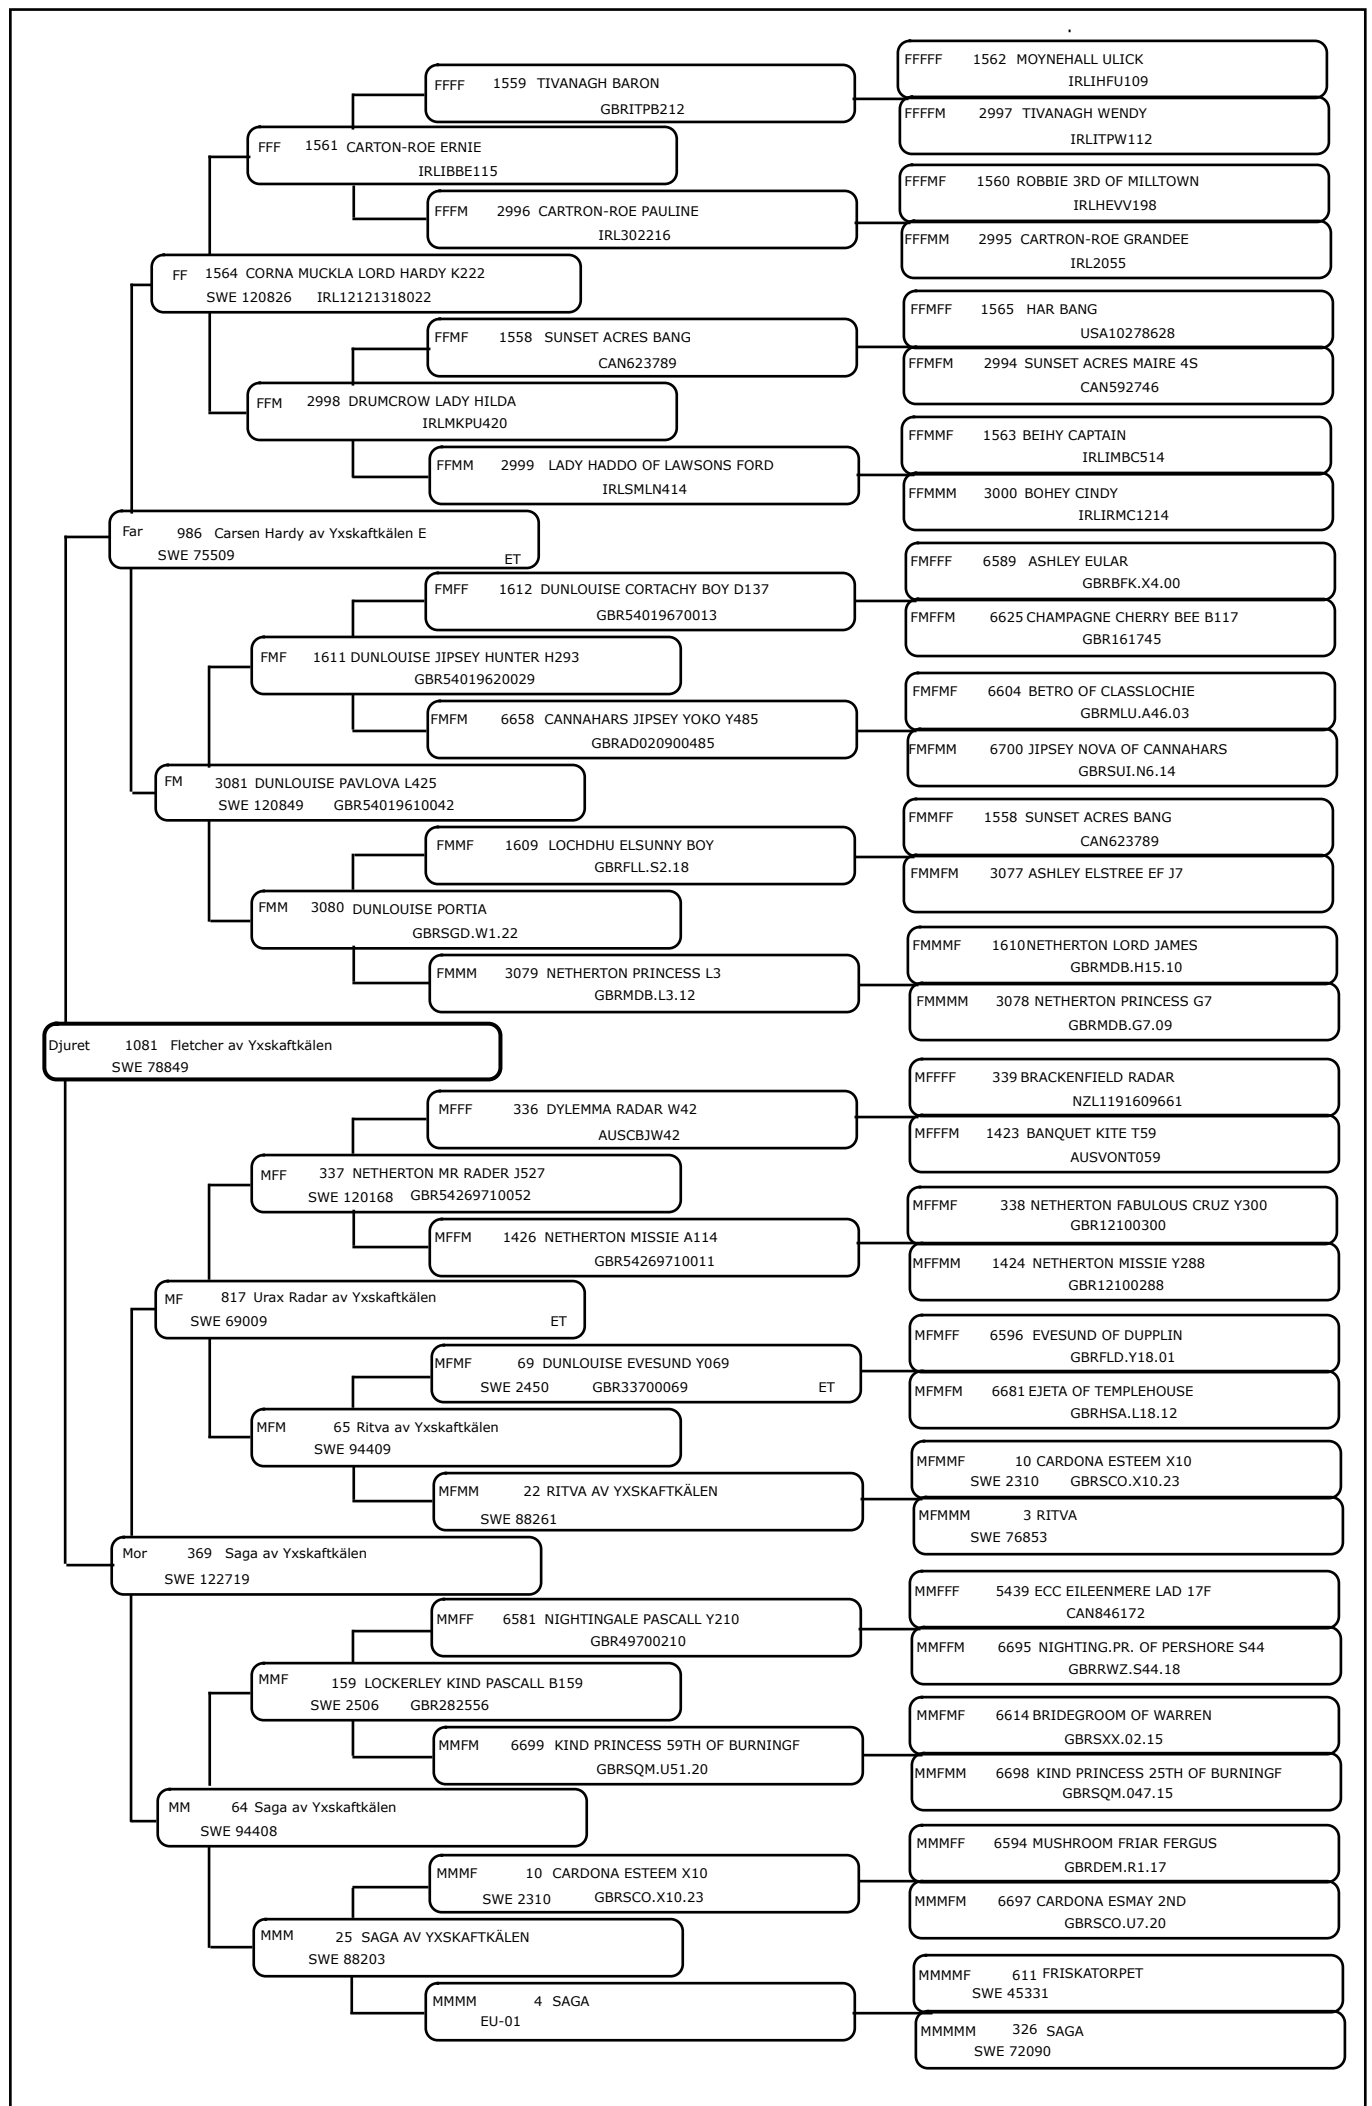 FFFFF 1562 MOYNEHALL ULICK
IRLIHFU109
FFFF 1559 TIVANAGH BARON
GBRITPB212
FFFFM 2997 TIVANAGH WENDY
IRLITPW112
FFF 1561 CARTON-ROE ERNIE
IRLIBBE115
FFFMF 1560 ROBBIE 3RD OF MILLTOWN
IRLHEVV198
FFFM 2996 CARTRON-ROE PAULINE
IRL302216
FFFMM 2995 CARTRON-ROE GRANDEE
IRL2055
FF 1564 CORNA MUCKLA LORD HARDY K222
SWE 120826 IRL12121318022
FFMFF 1565 HAR BANG
USA10278628
FFMF 1558 SUNSET ACRES BANG
CAN623789
FFMFM 2994 SUNSET ACRES MAIRE 4S
CAN592746
FFM 2998 DRUMCROW LADY HILDA
IRLMKPU420
FFMMF 1563 BEIHY CAPTAIN
IRLIMBC514
FFMM 2999 LADY HADDO OF LAWSONS FORD
IRLSMLN414
FFMMM 3000 BOHEY CINDY
IRLIRMC1214
Far 986 Carsen Hardy av Yxskaftkälen E
SWE 75509 ET
FMFFF 6589 ASHLEY EULAR
GBRBFK.X4.00
FMFF 1612 DUNLOUISE CORTACHY BOY D137
GBR54019670013
FMFFM 6625 CHAMPAGNE CHERRY BEE B117
GBR161745
FMF 1611 DUNLOUISE JIPSEY HUNTER H293
GBR54019620029
FMFMF 6604 BETRO OF CLASSLOCHIE
GBRMLU.A46.03
FMFM 6658 CANNAHARS JIPSEY YOKO Y485
GBRAD020900485
FMFMM 6700 JIPSEY NOVA OF CANNAHARS
GBRSUI.N6.14
FM 3081 DUNLOUISE PAVLOVA L425
SWE 120849 GBR54019610042
FMMFF 1558 SUNSET ACRES BANG
CAN623789
FMMF 1609 LOCHDHU ELSUNNY BOY
GBRFLL.S2.18
FMMFM 3077 ASHLEY ELSTREE EF J7
FMM 3080 DUNLOUISE PORTIA
GBRSGD.W1.22
FMMMF 1610 NETHERTON LORD JAMES
GBRMDB.H15.10
FMMM 3079 NETHERTON PRINCESS L3
GBRMDB.L3.12
FMMMM 3078 NETHERTON PRINCESS G7
GBRMDB.G7.09
Djuret 1081 Fletcher av Yxskaftkälen
SWE 78849
MFFFF 339 BRACKENFIELD RADAR
NZL1191609661
MFFF 336 DYLEMMA RADAR W42
AUSCBJW42
MFFFM 1423 BANQUET KITE T59
AUSVONT059
MFF 337 NETHERTON MR RADER J527
SWE 120168 GBR54269710052
MFFMF 338 NETHERTON FABULOUS CRUZ Y300
GBR12100300
MFFM 1426 NETHERTON MISSIE A114
GBR54269710011
MFFMM 1424 NETHERTON MISSIE Y288
GBR12100288
MF 817 Urax Radar av Yxskaftkälen
SWE 69009 ET
MFMFF 6596 EVESUND OF DUPPLIN
GBRFLD.Y18.01
MFMF 69 DUNLOUISE EVESUND Y069
SWE 2450 GBR33700069 ET
MFMFM 6681 EJETA OF TEMPLEHOUSE
GBRHSA.L18.12
MFM 65 Ritva av Yxskaftkälen
SWE 94409
MFMMF 10 CARDONA ESTEEM X10
SWE 2310 GBRSCO.X10.23
MFMM 22 RITVA AV YXSKAFTKÄLEN
SWE 88261
MFMMM 3 RITVA
SWE 76853
Mor 369 Saga av Yxskaftkälen
SWE 122719
MMFFF 5439 ECC EILEENMERE LAD 17F
CAN846172
MMFF 6581 NIGHTINGALE PASCALL Y210
GBR49700210
MMFFM 6695 NIGHTING.PR. OF PERSHORE S44
GBRRWZ.S44.18
MMF 159 LOCKERLEY KIND PASCALL B159
SWE 2506 GBR282556
MMFMF 6614 BRIDEGROOM OF WARREN
GBRSXX.02.15
MMFM 6699 KIND PRINCESS 59TH OF BURNINGF
GBRSQM.U51.20
MMFMM 6698 KIND PRINCESS 25TH OF BURNINGF
GBRSQM.047.15
MM 64 Saga av Yxskaftkälen
SWE 94408
MMMFF 6594 MUSHROOM FRIAR FERGUS
GBRDEM.R1.17
MMMF 10 CARDONA ESTEEM X10
SWE 2310 GBRSCO.X10.23
MMMFM 6697 CARDONA ESMAY 2ND
GBRSCO.U7.20
MMM 25 SAGA AV YXSKAFTKÄLEN
SWE 88203
MMMMF 611 FRISKATORPET
SWE 45331
MMMM 4 SAGA
EU-01
MMMMM 326 SAGA
SWE 72090